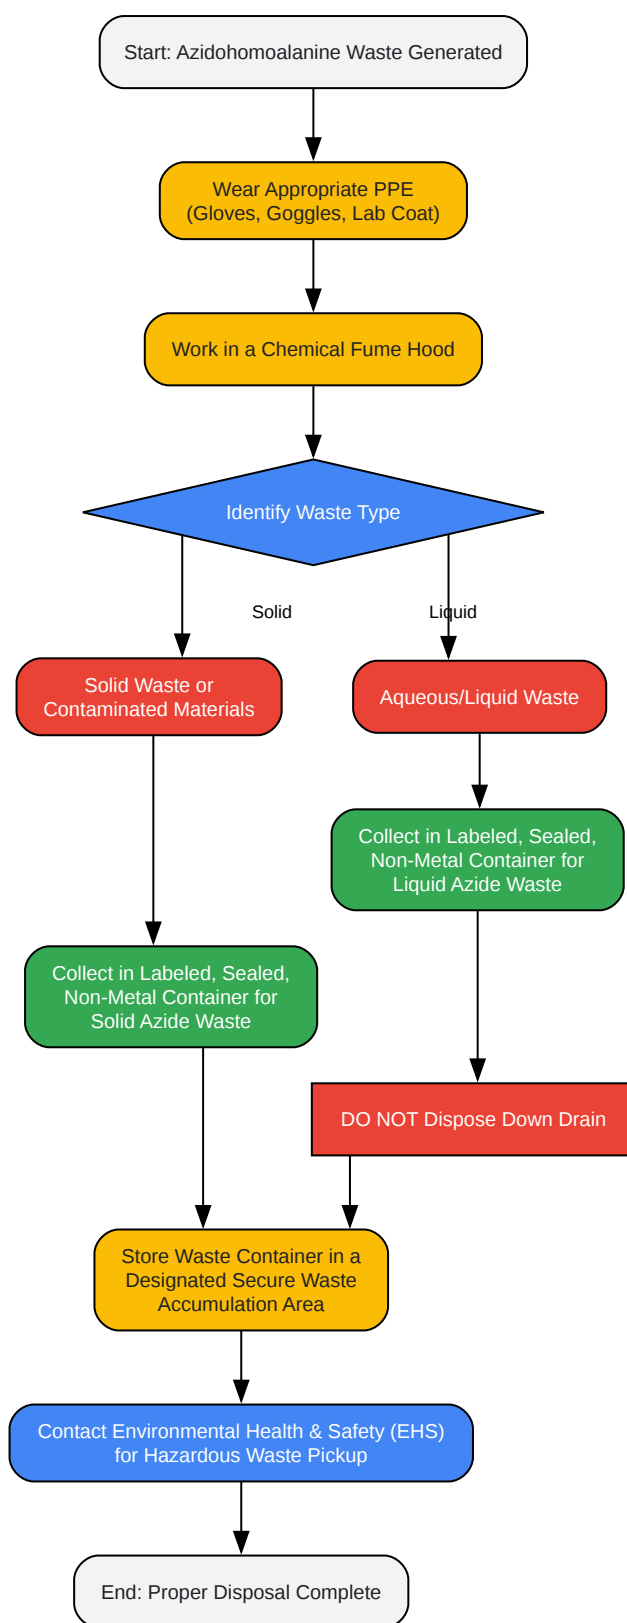 Start: Azidohomoalanine Waste Generated
Wear Appropriate PPE
(Gloves, Goggles, Lab Coat)
Work in a Chemical Fume Hood
Identify Waste Type
Solid
Liquid
Solid Waste or
Contaminated Materials
Aqueous/Liquid Waste
Collect in Labeled, Sealed,
Non-Metal Container for
Liquid Azide Waste
Collect in Labeled, Sealed,
Non-Metal Container for
Solid Azide Waste
DO NOT Dispose Down Drain
Store Waste Container in a
Designated Secure Waste
Accumulation Area
Contact Environmental Health & Safety (EHS)
for Hazardous Waste Pickup
End: Proper Disposal Complete